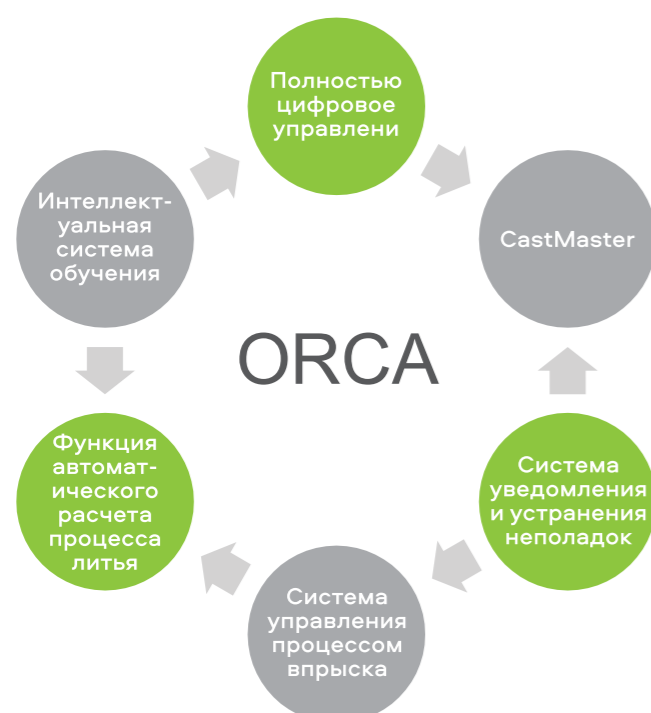 Полностью
цифровое
управлени
Интеллект-
уальная
система
обучения
CastMaster
ORCA
Функция
автомат-
ического
расчета
процесса
литья
Система
уведомления
и устранения
неполадок
Система
управления
процессом
впрыска